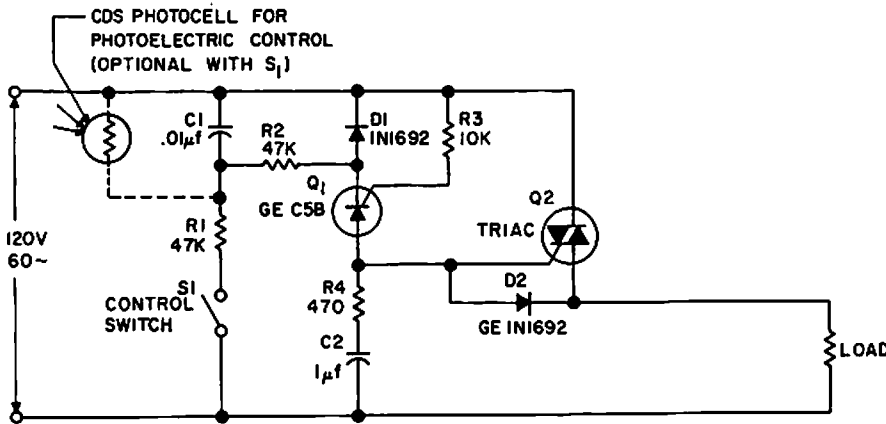 CDS PHOTOCELL FOR
PHOTOELECTRIC CONTROL
(OPTIONAL WITH S1)
C1
.01μf
R2
47K
D1
IN1692
R3
10K
Q1
GE C5B
Q2
TRIAC
R1
47K
120V
60~
S1
CONTROL
SWITCH
R4
470
D2
GE IN1692
C2
1μf
LOAD